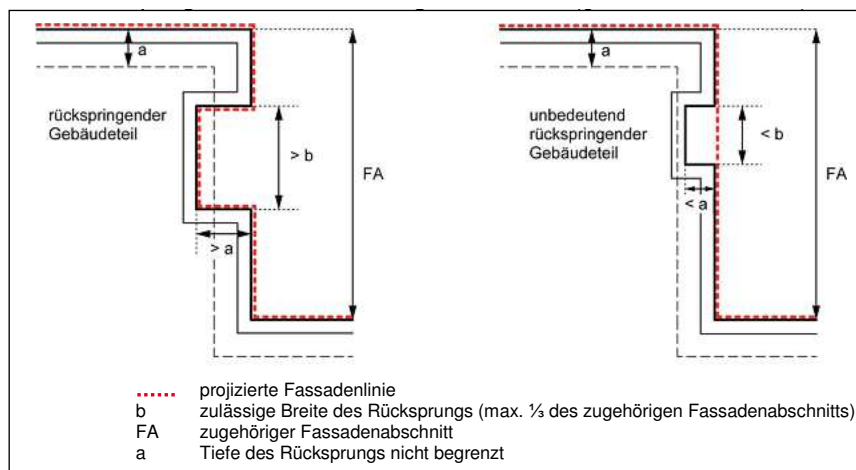 a
rückspringender
Gebäudeteil
> b
FA
> a
a
unbedeutend
rückspringender
Gebäudeteil
< b
FA
< a
projizierte Fassadenlinie
b zulässige Breite des Rücksprungs (max. ⅓ des zugehörigen Fassadenabschnitts)
FA zugehöriger Fassadenabschnitt
a Tiefe des Rücksprungs nicht begrenzt